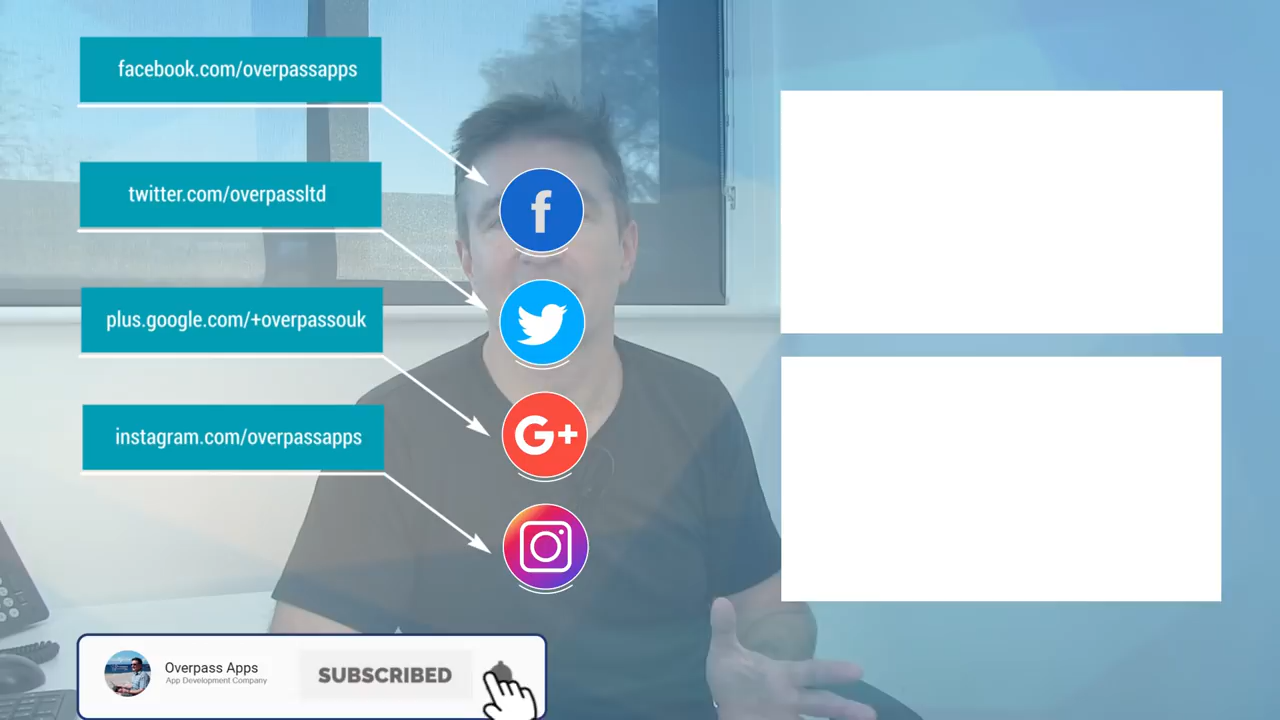 facebook.com/overpassapps
twitter.com/overpassltd
plus.google.com/+overpassouk
instagram.com/overpassapps
f
G+
Overpass Apps
App Development Company
SUBSCRIBED